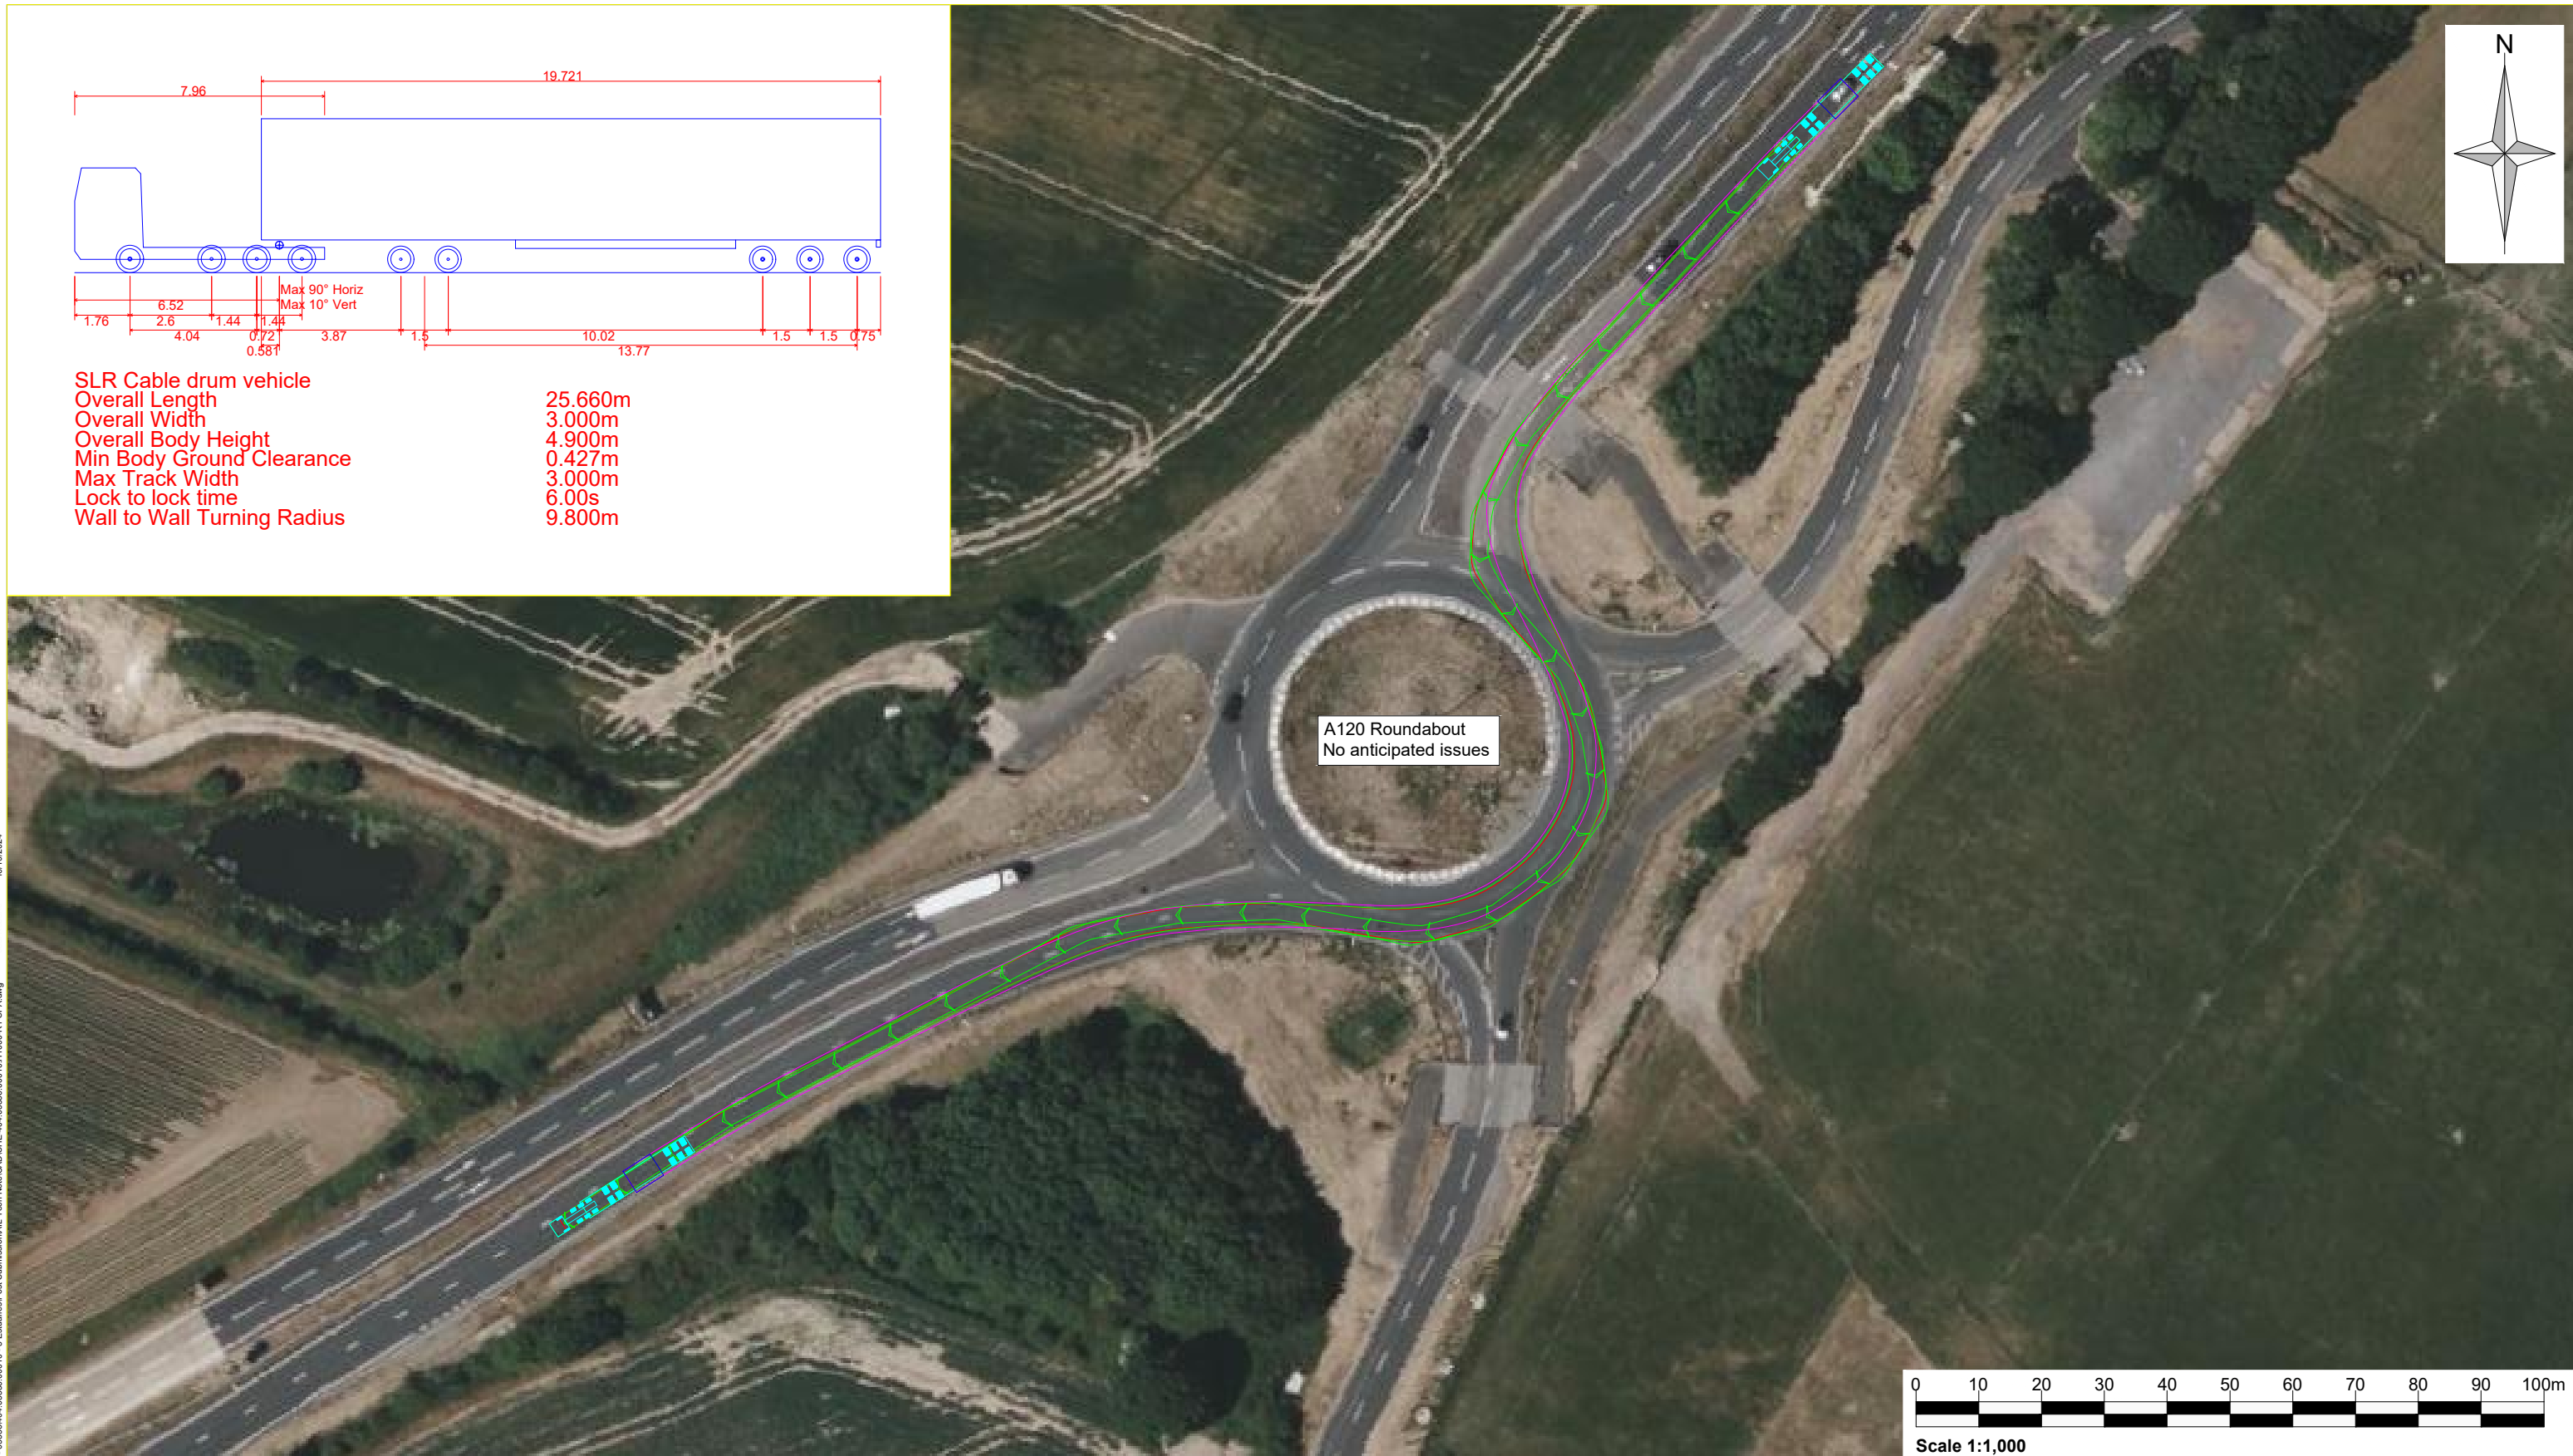 19.721
7.96
Max 90° Horiz
Max 10° Vert
6.52
1.76 2.6 1.44 1.44
4.04 0.72 3.87 1.5 10.02 1.5 1.5 0.75
0.581 13.77
SLR Cable drum vehicle
Overall Length 25.660m
Overall Width 3.000m
Overall Body Height 4.900m
Min Body Ground Clearance 0.427m
Max Track Width 3.000m
Lock to lock time 6.00s
Wall to Wall Turning Radius 9.800m
N
A120 Roundabout
No anticipated issues
0 10 20 30 40 50 60 70 80 90 100m
Scale 1:1,000